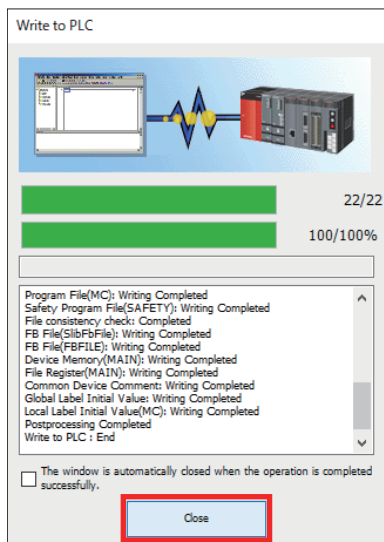 Write to PLC
22/22
100/100%
Program File(MC): Writing Completed
Safety Program File(SAFETY): Writing Completed
File consistency check: Completed
FB File(SlibFbFile): Writing Completed
FB File(FBFILE): Writing Completed
Device Memory(MAIN): Writing Completed
File Register(MAIN): Writing Completed
Common Device Comment: Writing Completed
Global Label Initial Value: Writing Completed
Local Label Initial Value(MC): Writing Completed
Postprocessing Completed
Write to PLC : End
The window is automatically closed when the operation is completed
successfully.
Close